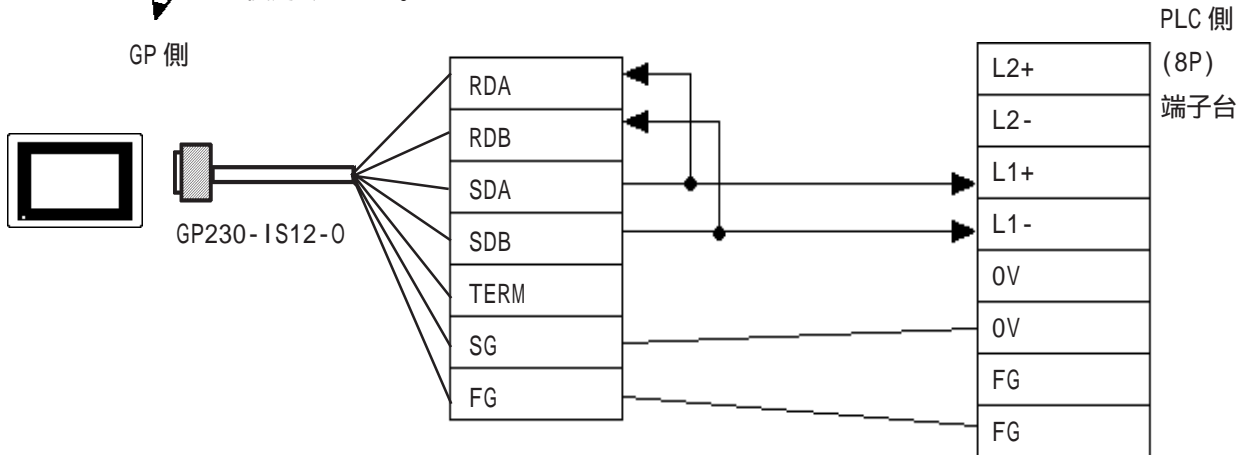 GP 側
GP230-IS12-O
RDA
RDB
SDA
SDB
TERM
SG
FG
PLC 側
(8P)
端子台
L2+
L2-
L1+
L1-
0V
0V
FG
FG